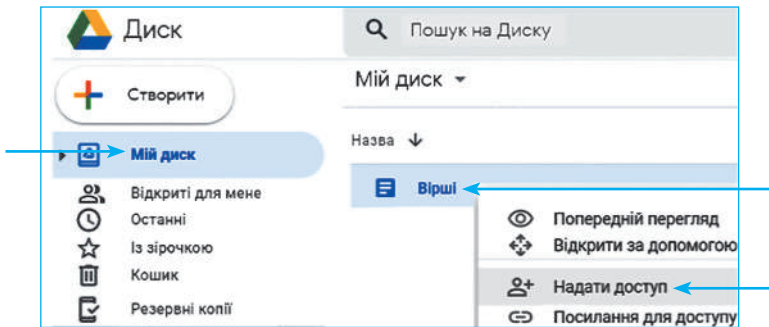 Диск
Пошук на Диску
Створити
Мій диск
Мій диск
Відкриті для мене
Останні
Із зірочкою
Кошик
Резервні копії
Назва
Вірші
Попередній перегляд
Відкрити за допомогою
Надати доступ
Посилання для доступу